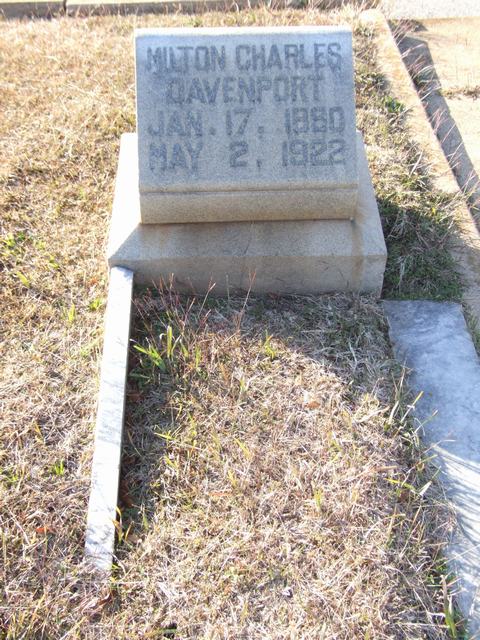 MILTON CHARLES
DAVENPORT
JAN. 17, 1880
MAY 2, 1922